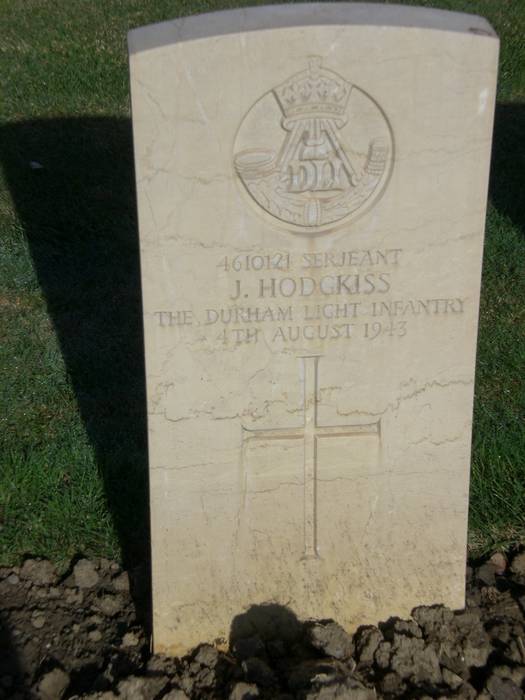 DLI
4610121 SERJEANT
J. HODGKISS
THE DURHAM LIGHT INFANTRY
4TH AUGUST 1943